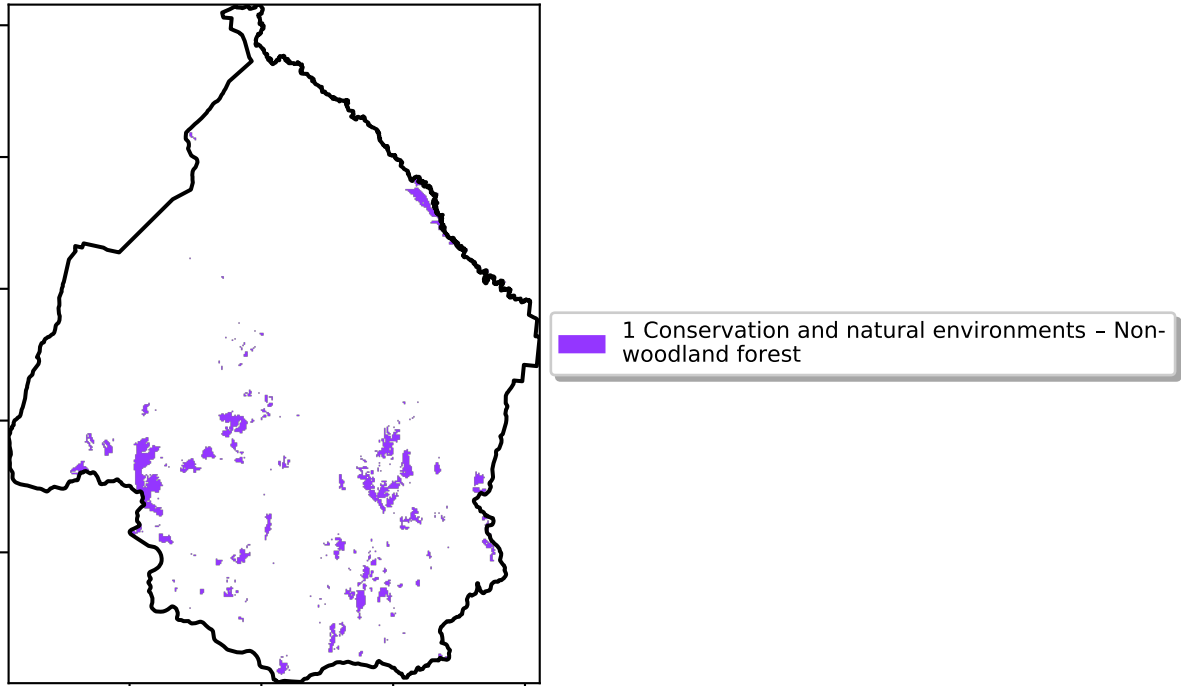 1 Conservation and natural environments – Non-
woodland forest